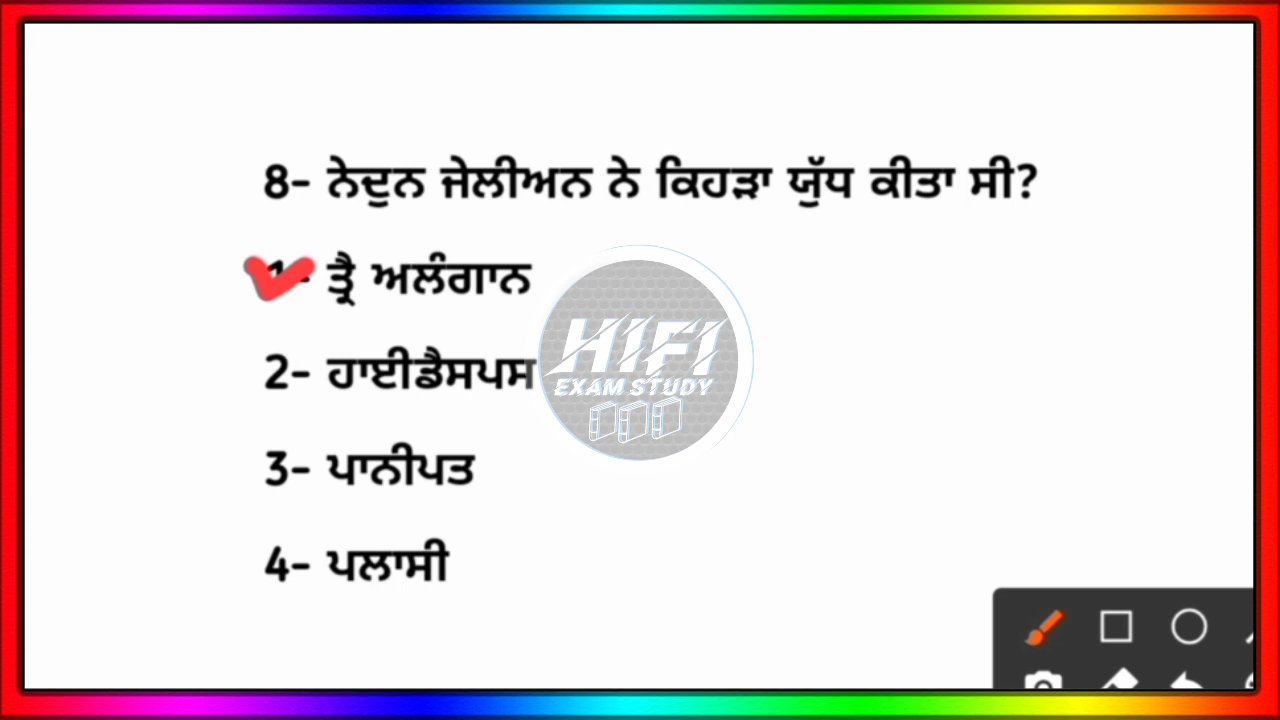 8- ਨੇਦੁਨ ਜੇਲੀਅਨ ਨੇ ਕਿਹੜਾ ਯੁੱਧ ਕੀਤਾ ਸੀ?
1- ਤ੍ਰੈ ਅਲੰਗਾਨ
2- ਹਾਈਡੈਸਪਸ
HIFI
EXAM STUDY
3- ਪਾਨੀਪਤ
4- ਪਲਾਸੀ